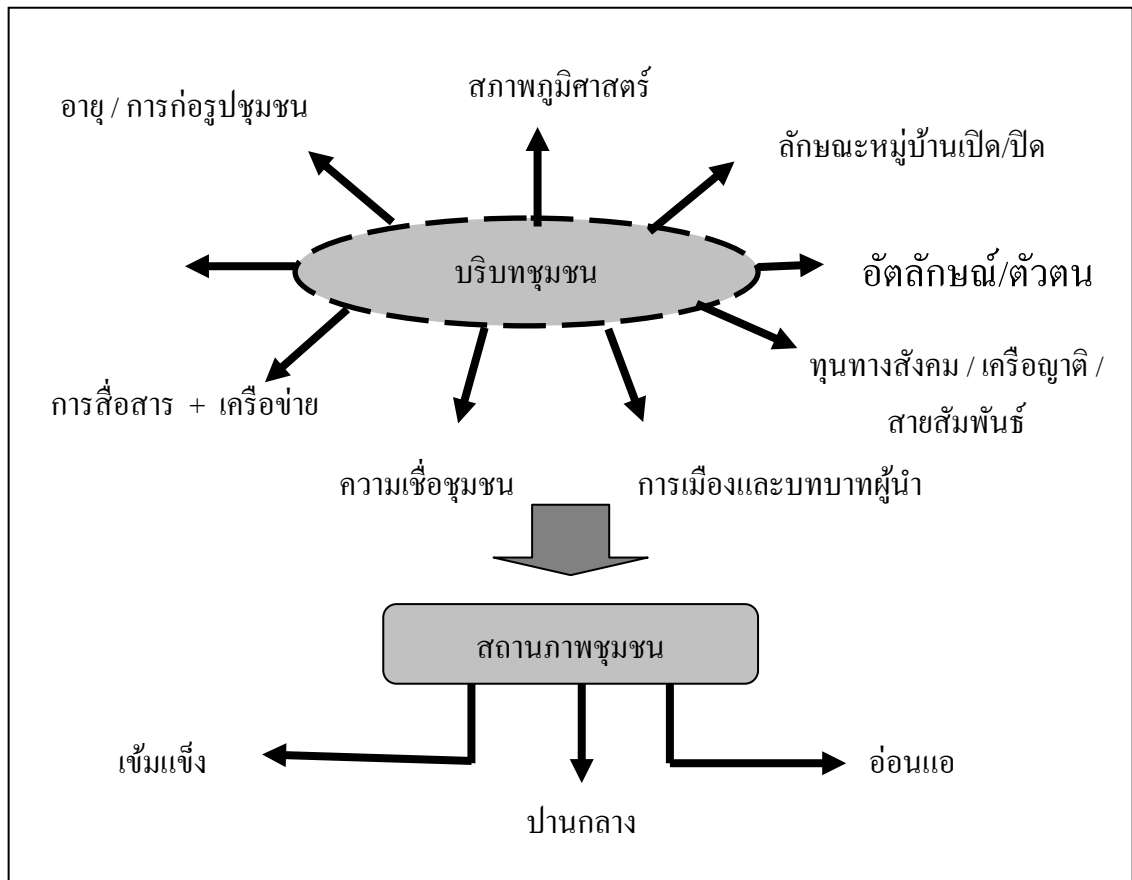 สภาพภูมิศาสตร์
อายุ / การก่อรูปชุมชน
ลักษณะหมู่บ้านเปิด/ปิด
บริบทชุมชน
อัตลักษณ์/ตัวตน
ทุนทางสังคม / เครือญาติ /
สายสัมพันธ์
การสื่อสาร + เครือข่าย
ความเชื่อชุมชน
การเมืองและบทบาทผู้นำ
สถานภาพชุมชน
เข้มแข็ง
อ่อนแอ
ปานกลาง